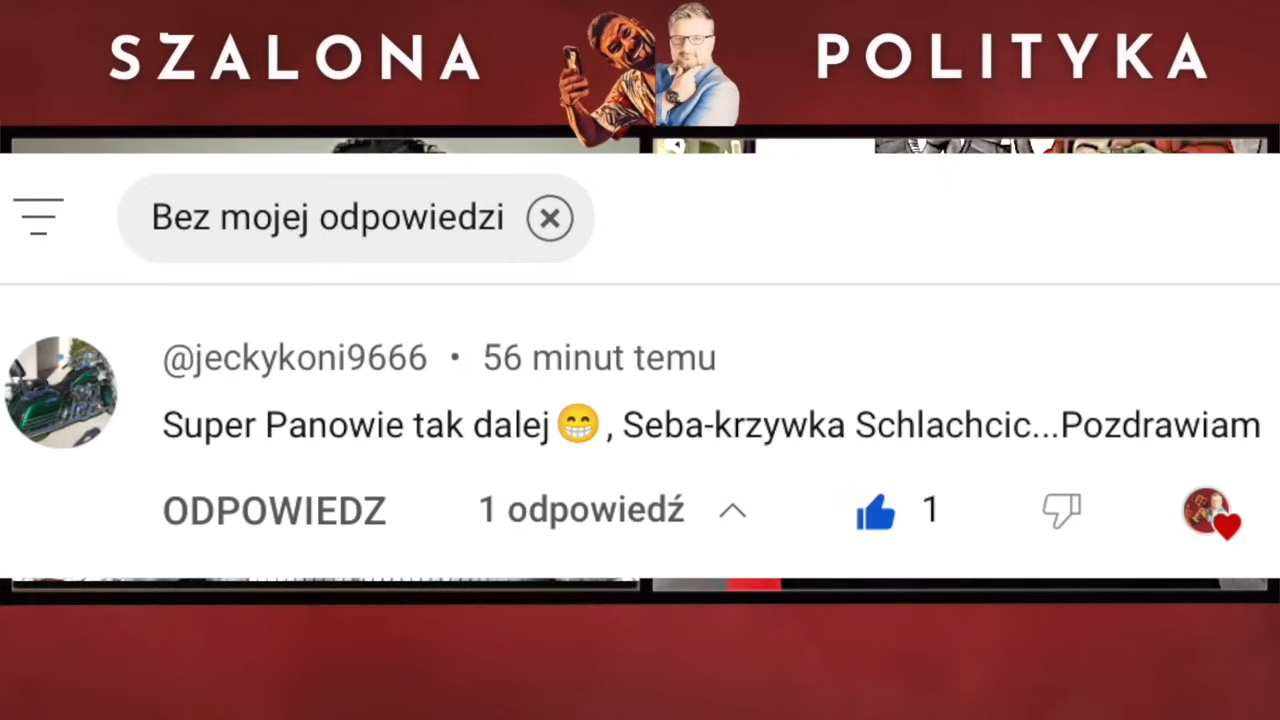 SZALONA POLITYKA
Bez mojej odpowiedzi
@jeckykoni9666 • 56 minut temu
Super Panowie tak dalej😁, Seba-krzywka Schlachcic...Pozdrawiam
ODPOWIEDZ 1 odpowiedź 1